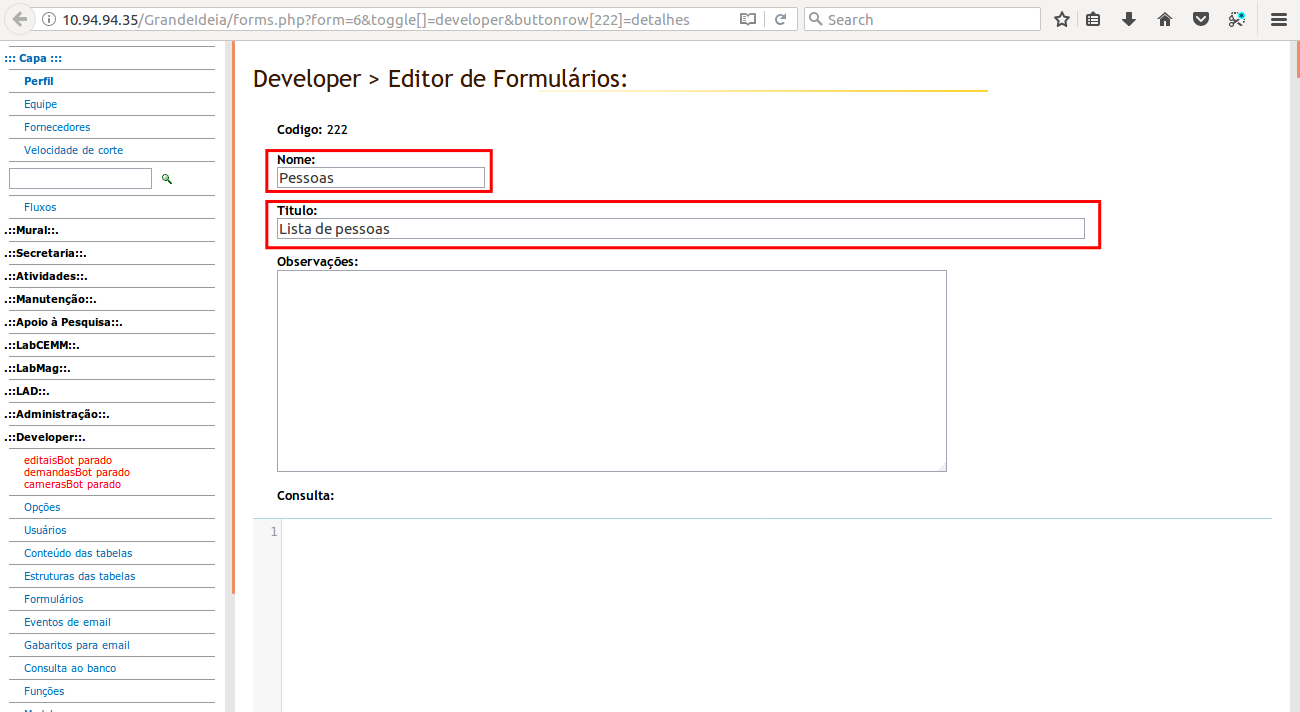 10.94.94.35/GrandeIdeia/forms.php?form=6&toggle[]=developer&buttonrow[222]=detalhes
Search
::: Capa :::
Perfil
Equipe
Fornecedores
Velocidade de corte
Fluxos
.::Mural::.
.::Secretaria::.
.::Atividades::.
.::Manutenção::.
.::Apoio à Pesquisa::.
.::LabCEMM::.
.::LabMag::.
.::LAD::.
.::Administração::.
.::Developer::.
editaisBot parado
demandasBot parado
camerasBot parado
Opções
Usuários
Conteúdo das tabelas
Estruturas das tabelas
Formulários
Eventos de email
Gabaritos para email
Consulta ao banco
Funções
Developer > Editor de Formulários:
Codigo: 222
Nome:
Pessoas
Titulo:
Lista de pessoas
Observações:
Consulta:
1